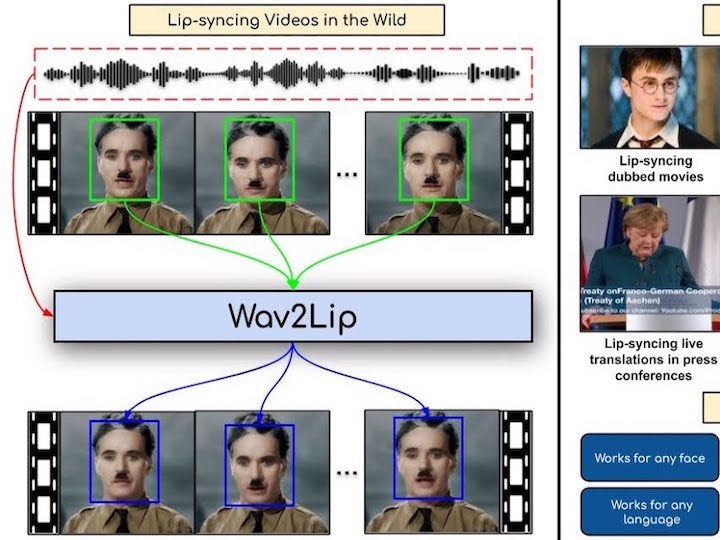 Lip-syncing Videos in the Wild
Wav2Lip
Lip-syncing
dubbed movies
Treaty onFranco-German Coopera
(Treaty of Aachen)
ubscribe to our channel: Youtube.com/Proc
Lip-syncing live
translations in press
conferences
Works for any face
Works for any
language